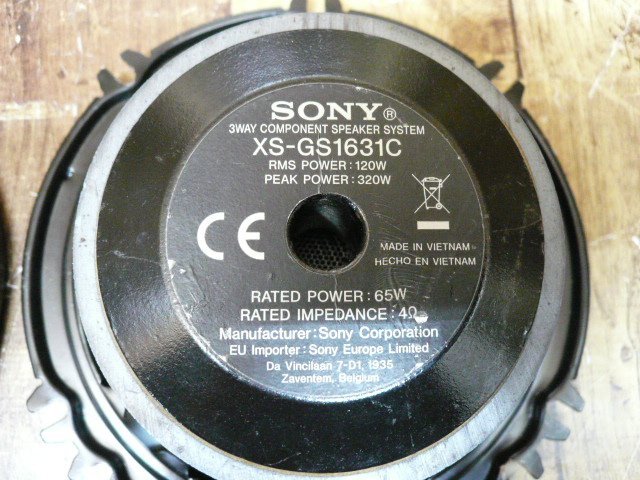 SONY®
3WAY COMPONENT SPEAKER SYSTEM
XS-GS1631C
RMS POWER : 120W
PEAK POWER : 320W
CE
MADE IN VIETNAM
HECHO EN VIETNAM
RATED POWER : 65W
RATED IMPEDANCE : 4Ω
Manufacturer : Sony Corporation
EU Importer : Sony Europe Limited
Da Vincilaan 7-D1, 1935
Zaventem, Belgium